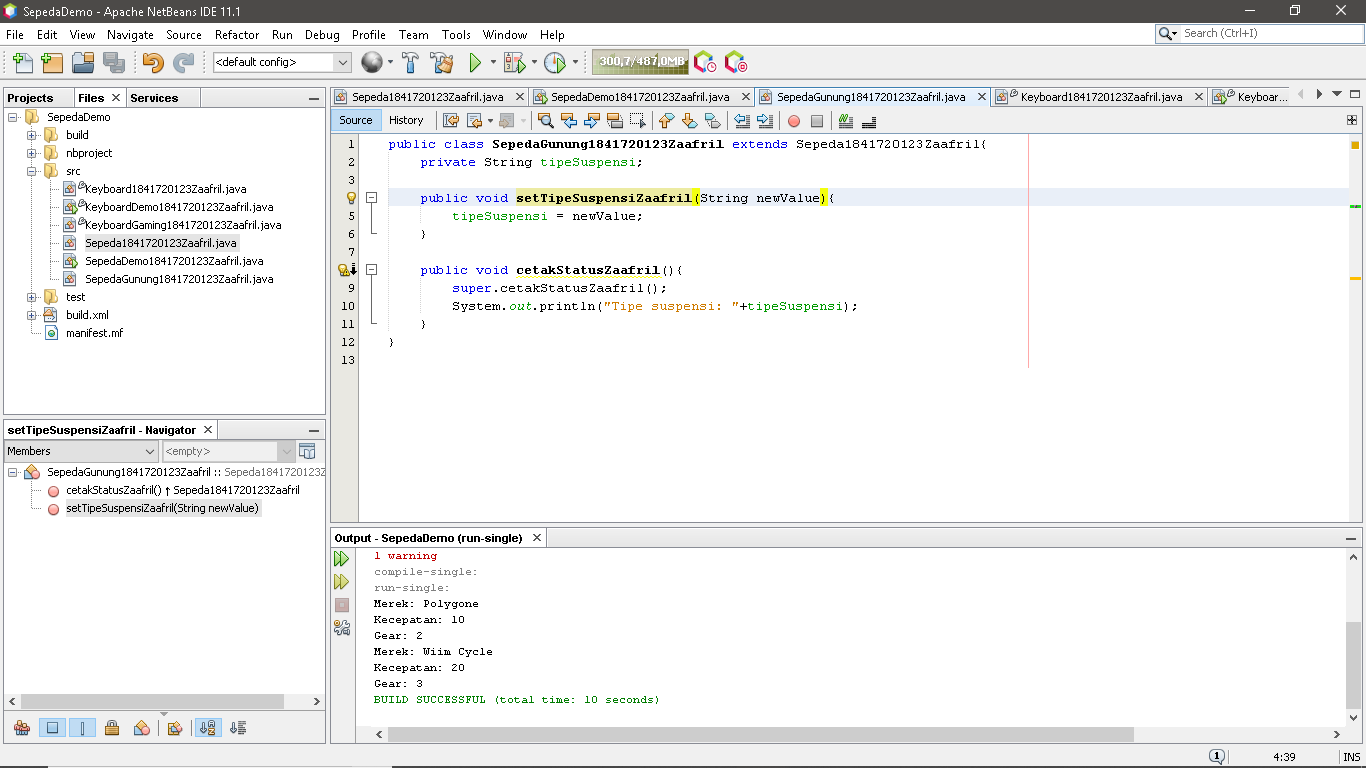 SepedaDemo - Apache NetBeans IDE 11.1
File Edit View Navigate Source Refactor Run Debug Profile Team Tools Window Help
Search (Ctrl+I)
<default config>
300,7/487,0MB
Projects Files Services
SepedaDemo
build
nbproject
src
Keyboard1841720123Zaafril.java
KeyboardDemo1841720123Zaafril.java
KeyboardGaming1841720123Zaafril.java
Sepeda1841720123Zaafril.java
SepedaDemo1841720123Zaafril.java
SepedaGunung1841720123Zaafril.java
test
build.xml
manifest.mf
setTipeSuspensiZaafril - Navigator
Members
<empty>
SepedaGunung1841720123Zaafril :: Sepeda1841720123Z
cetakStatusZaafril() ↑ Sepeda1841720123Zaafril
setTipeSuspensiZaafril(String newValue)
Sepeda1841720123Zaafril.java SepedaDemo1841720123Zaafril.java SepedaGunung1841720123Zaafril.java Keyboard1841720123Zaafril.java Keyboar...
Source History
1 public class SepedaGunung1841720123Zaafril extends Sepeda1841720123Zaafril{
2 private String tipeSuspensi;
3
public void setTipeSuspensiZaafril(String newValue){
5 tipeSuspensi = newValue;
6 }
7
public void cetakStatusZaafril(){
9 super.cetakStatusZaafril();
10 System.out.println("Tipe suspensi: "+tipeSuspensi);
11 }
12 }
13
Output - SepedaDemo (run-single)
1 warning
compile-single:
run-single:
Merek: Polygone
Kecepatan: 10
Gear: 2
Merek: Wiim Cycle
Kecepatan: 20
Gear: 3
BUILD SUCCESSFUL (total time: 10 seconds)
1
4:39
INS